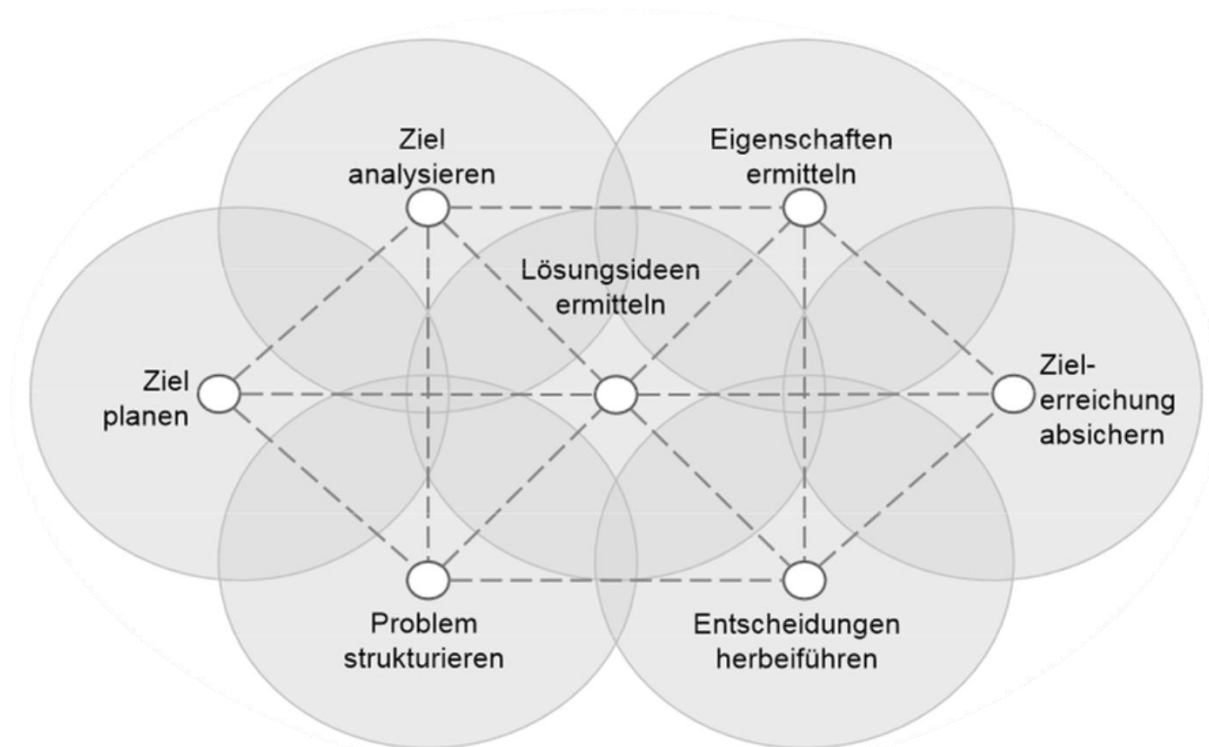 Ziel
analysieren
Eigenschaften
ermitteln
Lösungsideen
ermitteln
Ziel
planen
Ziel-
erreichung
absichern
Problem
strukturieren
Entscheidungen
herbeiführen